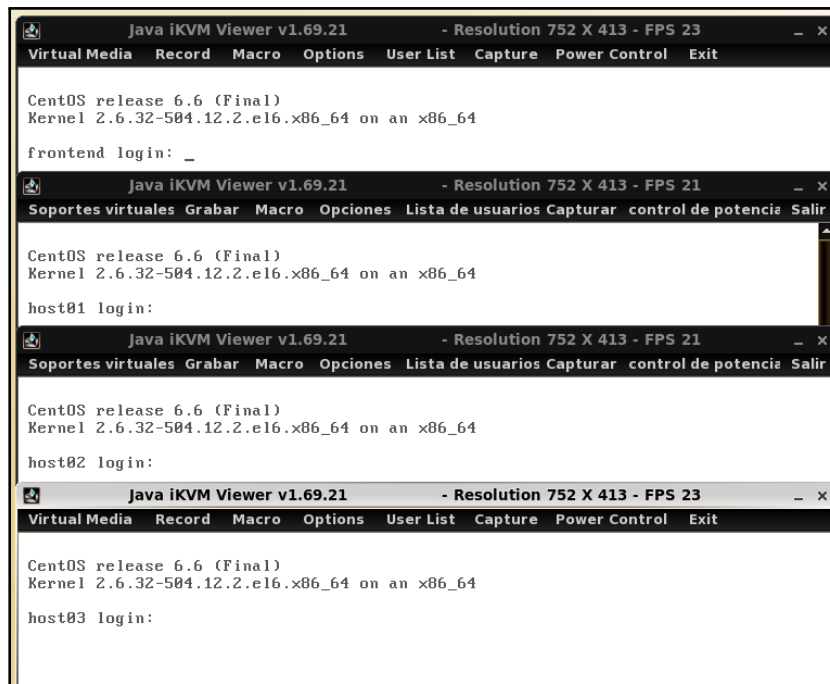 Java iKVM Viewer v1.69.21 - Resolution 752 X 413 - FPS 23
Virtual Media Record Macro Options User List Capture Power Control Exit
CentOS release 6.6 (Final)
Kernel 2.6.32-504.12.2.el6.x86_64 on an x86_64
frontend login: _
Java iKVM Viewer v1.69.21 - Resolution 752 X 413 - FPS 21
Soportes virtuales Grabar Macro Opciones Lista de usuarios Capturar control de potencia Salir
CentOS release 6.6 (Final)
Kernel 2.6.32-504.12.2.el6.x86_64 on an x86_64
host01 login:
Java iKVM Viewer v1.69.21 - Resolution 752 X 413 - FPS 21
Soportes virtuales Grabar Macro Opciones Lista de usuarios Capturar control de potencia Salir
CentOS release 6.6 (Final)
Kernel 2.6.32-504.12.2.el6.x86_64 on an x86_64
host02 login:
Java iKVM Viewer v1.69.21 - Resolution 752 X 413 - FPS 23
Virtual Media Record Macro Options User List Capture Power Control Exit
CentOS release 6.6 (Final)
Kernel 2.6.32-504.12.2.el6.x86_64 on an x86_64
host03 login: